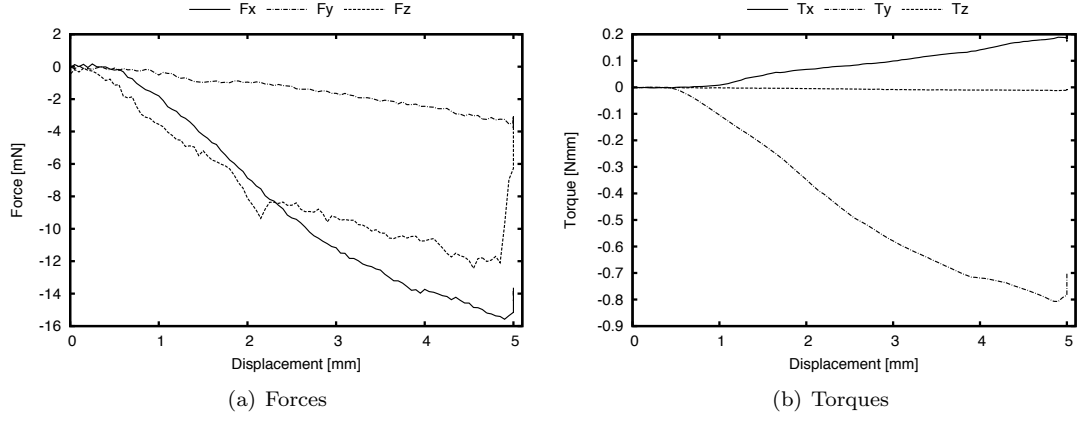 Fx Fy Fz
2
0
-2
-4
-6
-8
-10
-12
-14
-16
Force [mN]
0 1 2 3 4 5
Displacement [mm]
(a) Forces
Tx Ty Tz
0.2
0.1
0
-0.1
-0.2
-0.3
-0.4
-0.5
-0.6
-0.7
-0.8
-0.9
Torque [Nmm]
0 1 2 3 4 5
Displacement [mm]
(b) Torques